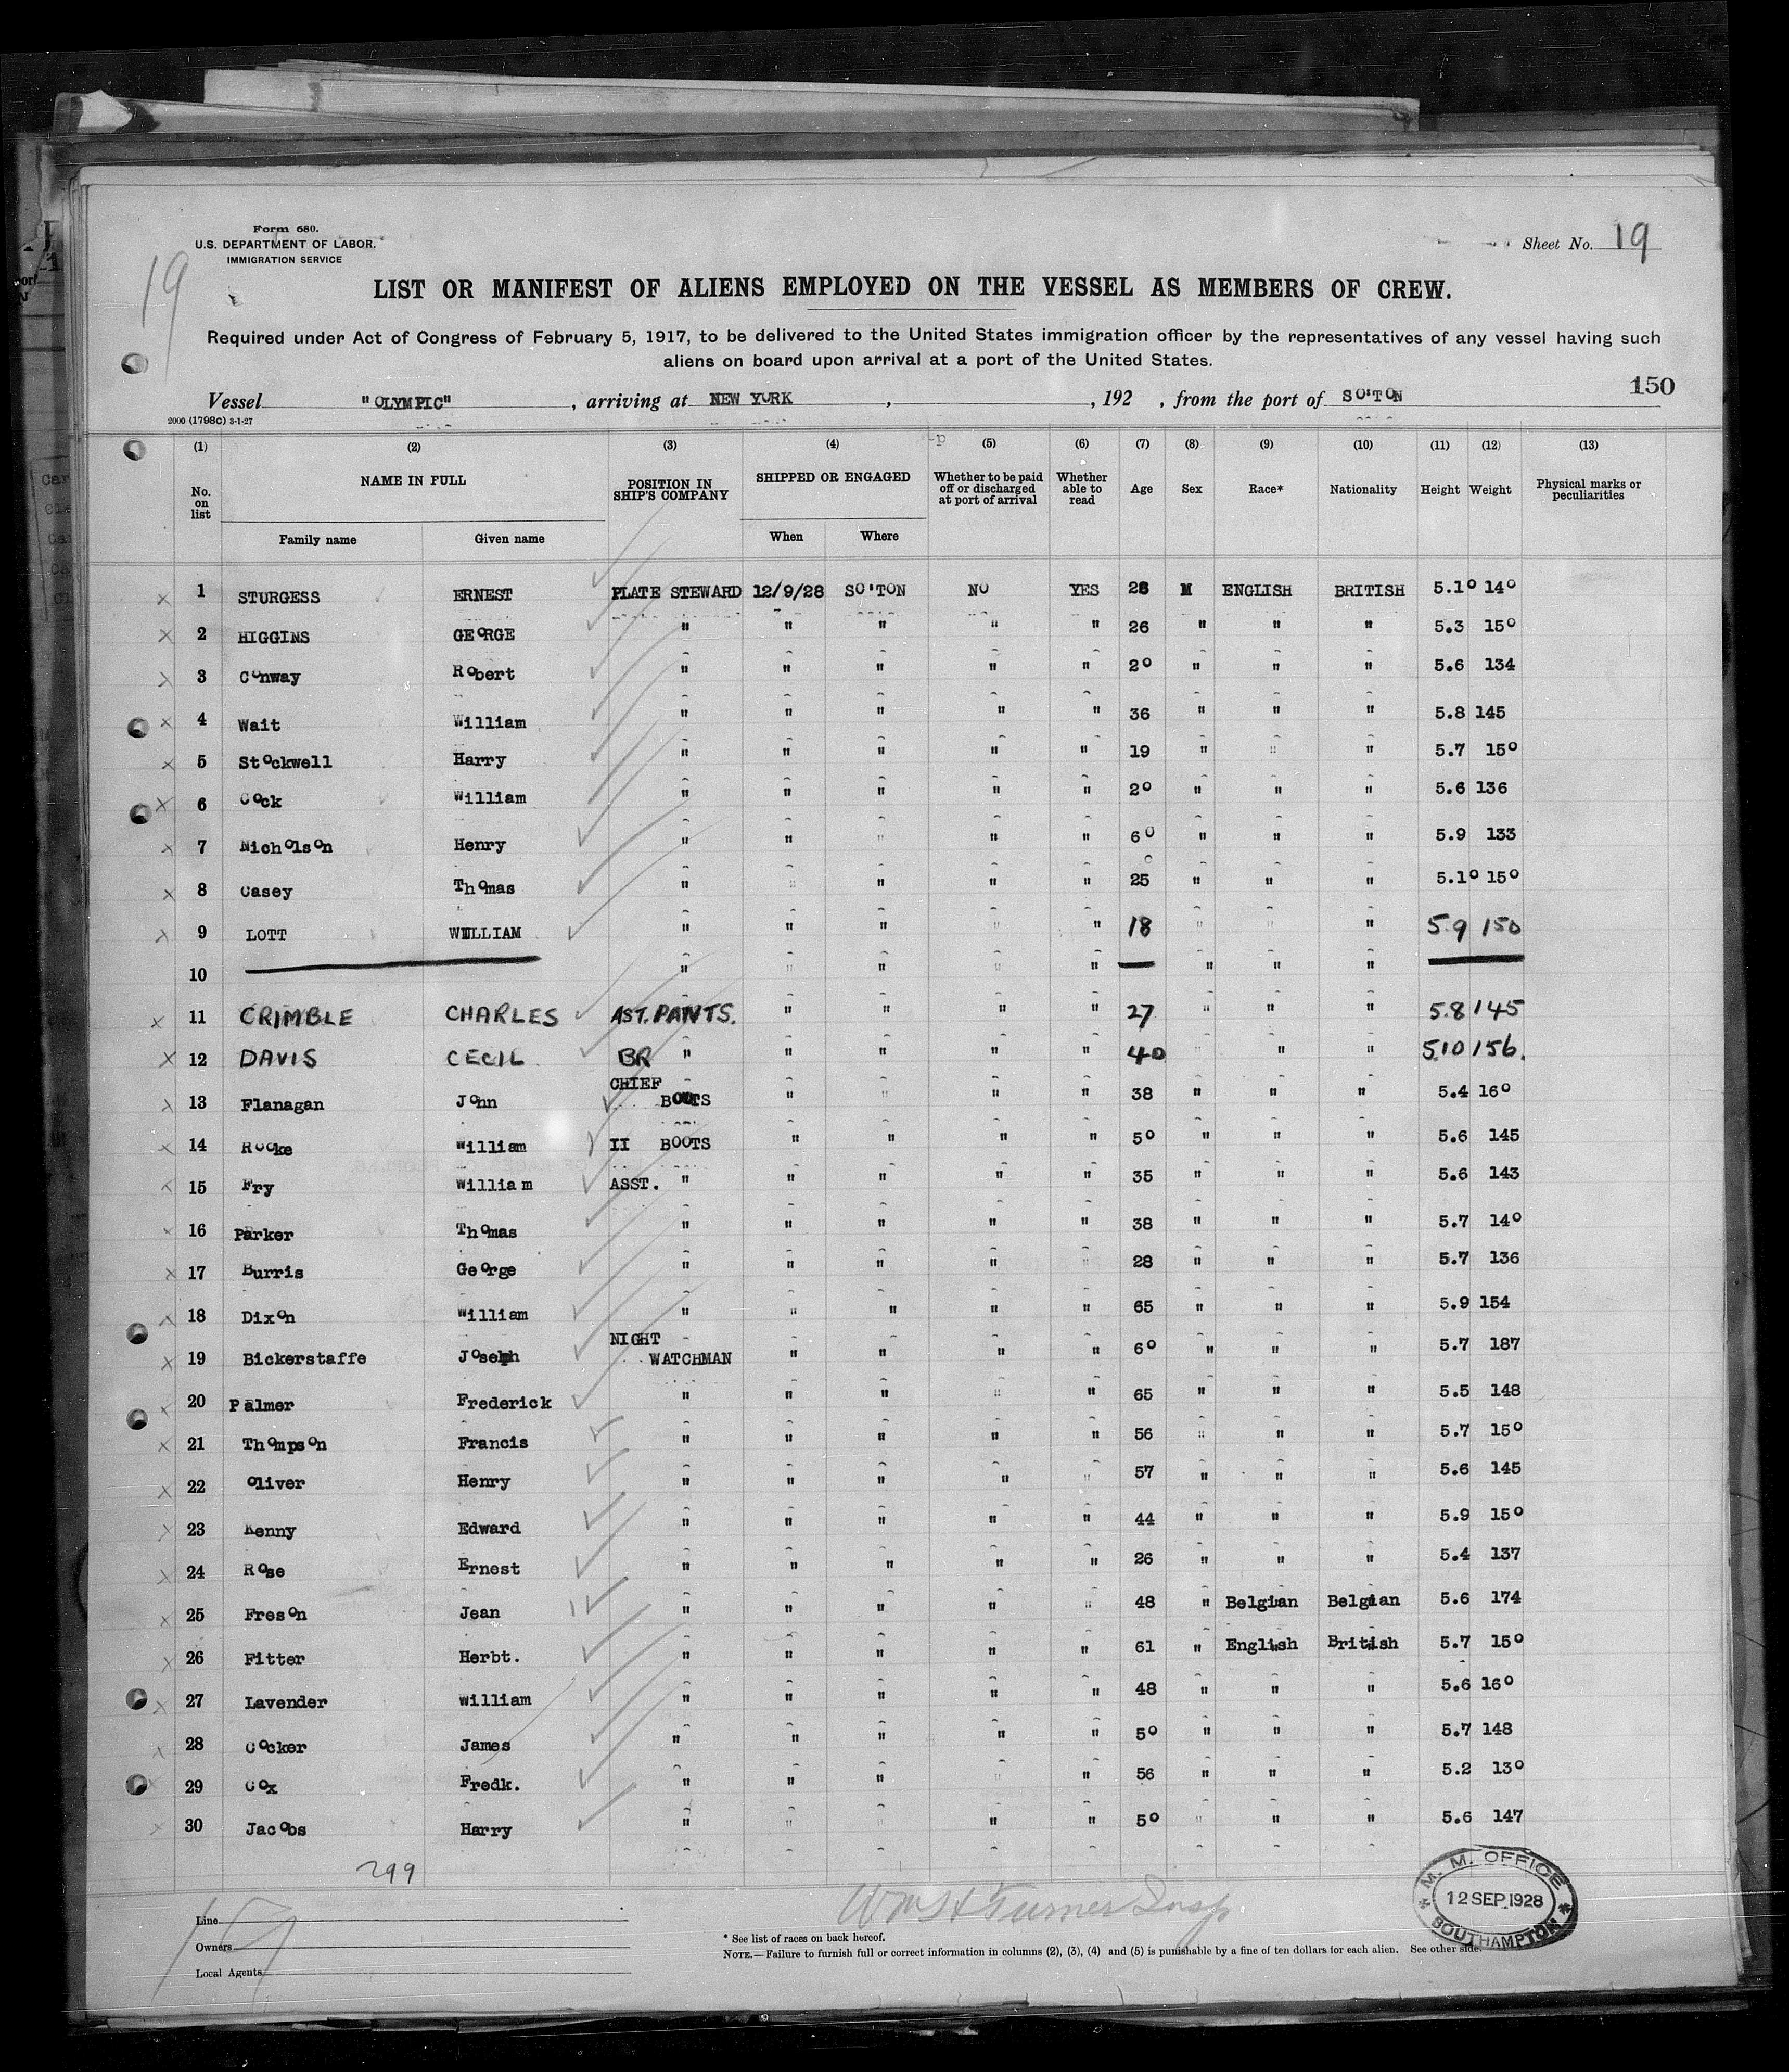 Form 680.
U.S. DEPARTMENT OF LABOR.
IMMIGRATION SERVICE
Sheet No. 19
19
LIST OR MANIFEST OF ALIENS EMPLOYED ON THE VESSEL AS MEMBERS OF CREW.
Required under Act of Congress of February 5, 1917, to be delivered to the United States immigration officer by the representatives of any vessel having such
aliens on board upon arrival at a port of the United States.
150
Vessel "OLYMPIC", arriving at NEW YORK, , 192 , from the port of SO'TON
2000 (1798C) 3-1-27
(1) (2) (3) (4) (5) (6) (7) (8) (9) (10) (11) (12) (13)
No. on list NAME IN FULL POSITION IN SHIP'S COMPANY SHIPPED OR ENGAGED Whether to be paid off or discharged at port of arrival Whether able to read Age Sex Race* Nationality Height Weight Physical marks or peculiarities
Family name Given name When Where
1 STURGESS ERNEST PLATE STEWARD 12/9/28 SO'TON NO YES 28 M ENGLISH BRITISH 5.10 140
2 HIGGINS GEORGE " " " " " 26 " " " 5.3 150
3 Conway Robert " " " " " 20 " " " 5.6 134
4 Wait William " " " " " 36 " " " 5.8 145
5 Stockwell Harry " " " " " 19 " " " 5.7 150
6 Cock William " " " " " 20 " " " 5.6 136
7 Nicholson Henry " " " " " 60 " " " 5.9 133
8 Casey Thomas " " " " " 25 " " " 5.10 150
9 LOTT WILLIAM " " " " " 18 " " " 5.9 150
10 " " " " " " " "
11 CRIMBLE CHARLES AST. PANTS. " " " " 27 " " " 5.8 145
12 DAVIS CECIL BR " " " " " 40 " " " 5.10 156.
13 Flanagan John CHIEF BOOTS " " " " 38 " " " 5.4 160
14 Rooke William II BOOTS " " " " 50 " " " 5.6 145
15 Fry William ASST. " " " " " 35 " " " 5.6 143
16 Parker Thomas " " " " " 38 " " " 5.7 140
17 Burris George " " " " " 28 " " " 5.7 136
18 Dixon William " " " " " 65 " " " 5.9 154
19 Bickerstaffe Joseph NIGHT WATCHMAN " " " " 60 " " " 5.7 187
20 Palmer Frederick " " " " " 65 " " " 5.5 148
21 Thompson Francis " " " " " 56 " " " 5.7 150
22 Oliver Henry " " " " " 57 " " " 5.6 145
23 Kenny Edward " " " " " 44 " " " 5.9 150
24 Rose Ernest " " " " " 26 " " " 5.4 137
25 Freson Jean " " " " " 48 " Belgian Belgian 5.6 174
26 Fitter Herbt. " " " " " 61 " English British 5.7 150
27 Lavender William " " " " " 48 " " " 5.6 160
28 Cocker James " " " " " 50 " " " 5.7 148
29 Cox Fredk. " " " " " 56 " " " 5.2 130
30 Jacobs Harry " " " " " 50 " " " 5.6 147
299
Wm H Turner Insp
M. M. OFFICE
12 SEP 1928
SOUTHAMPTON
Line
Owners
Local Agents
* See list of races on back hereof.
NOTE.—Failure to furnish full or correct information in columns (2), (3), (4) and (5) is punishable by a fine of ten dollars for each alien. See other side.